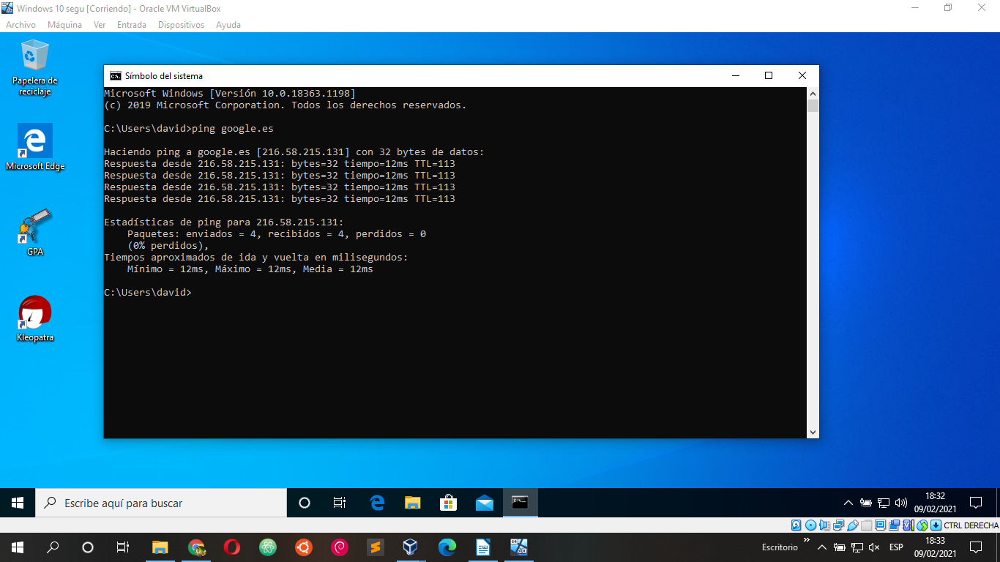 Windows 10 segu [Corriendo] - Oracle VM VirtualBox
Archivo Máquina Ver Entrada Dispositivos Ayuda
Papelera de
reciclaje
Microsoft Edge
GPA
Kleopatra
Símbolo del sistema
Microsoft Windows [Versión 10.0.18363.1198]
(c) 2019 Microsoft Corporation. Todos los derechos reservados.
C:\Users\david>ping google.es
Haciendo ping a google.es [216.58.215.131] con 32 bytes de datos:
Respuesta desde 216.58.215.131: bytes=32 tiempo=12ms TTL=113
Respuesta desde 216.58.215.131: bytes=32 tiempo=12ms TTL=113
Respuesta desde 216.58.215.131: bytes=32 tiempo=12ms TTL=113
Respuesta desde 216.58.215.131: bytes=32 tiempo=12ms TTL=113
Estadísticas de ping para 216.58.215.131:
Paquetes: enviados = 4, recibidos = 4, perdidos = 0
(0% perdidos),
Tiempos aproximados de ida y vuelta en milisegundos:
Mínimo = 12ms, Máximo = 12ms, Media = 12ms
C:\Users\david>
Escribe aquí para buscar
18:32
09/02/2021
CTRL DERECHA
Escritorio
ESP
18:33
09/02/2021